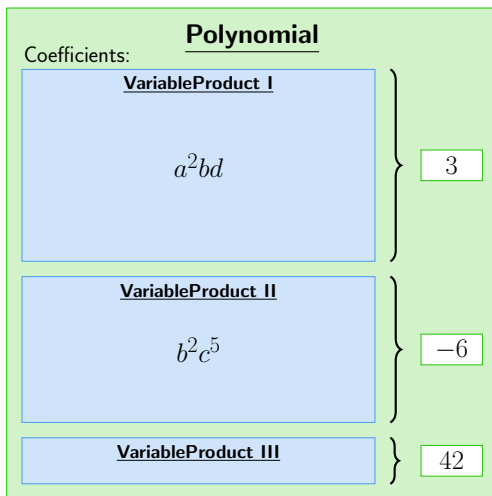 Polynomial
Coefficients:
VariableProduct I
a²bd
3
VariableProduct II
b²c⁵
−6
VariableProduct III
42